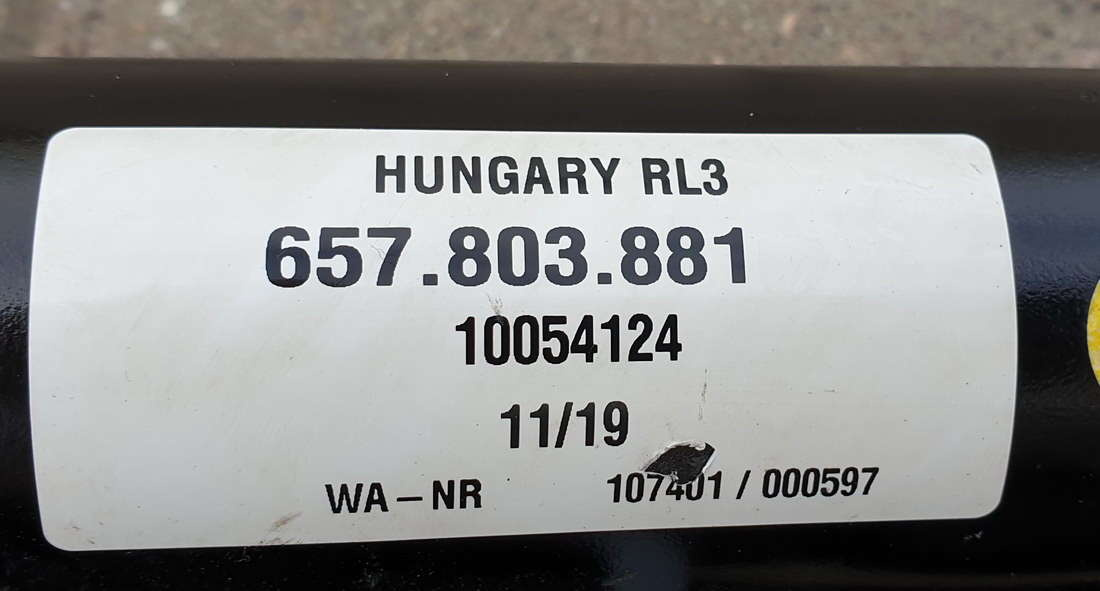 HUNGARY RL3
657.803.881
10054124
11/19
WA – NR 107401 / 000597